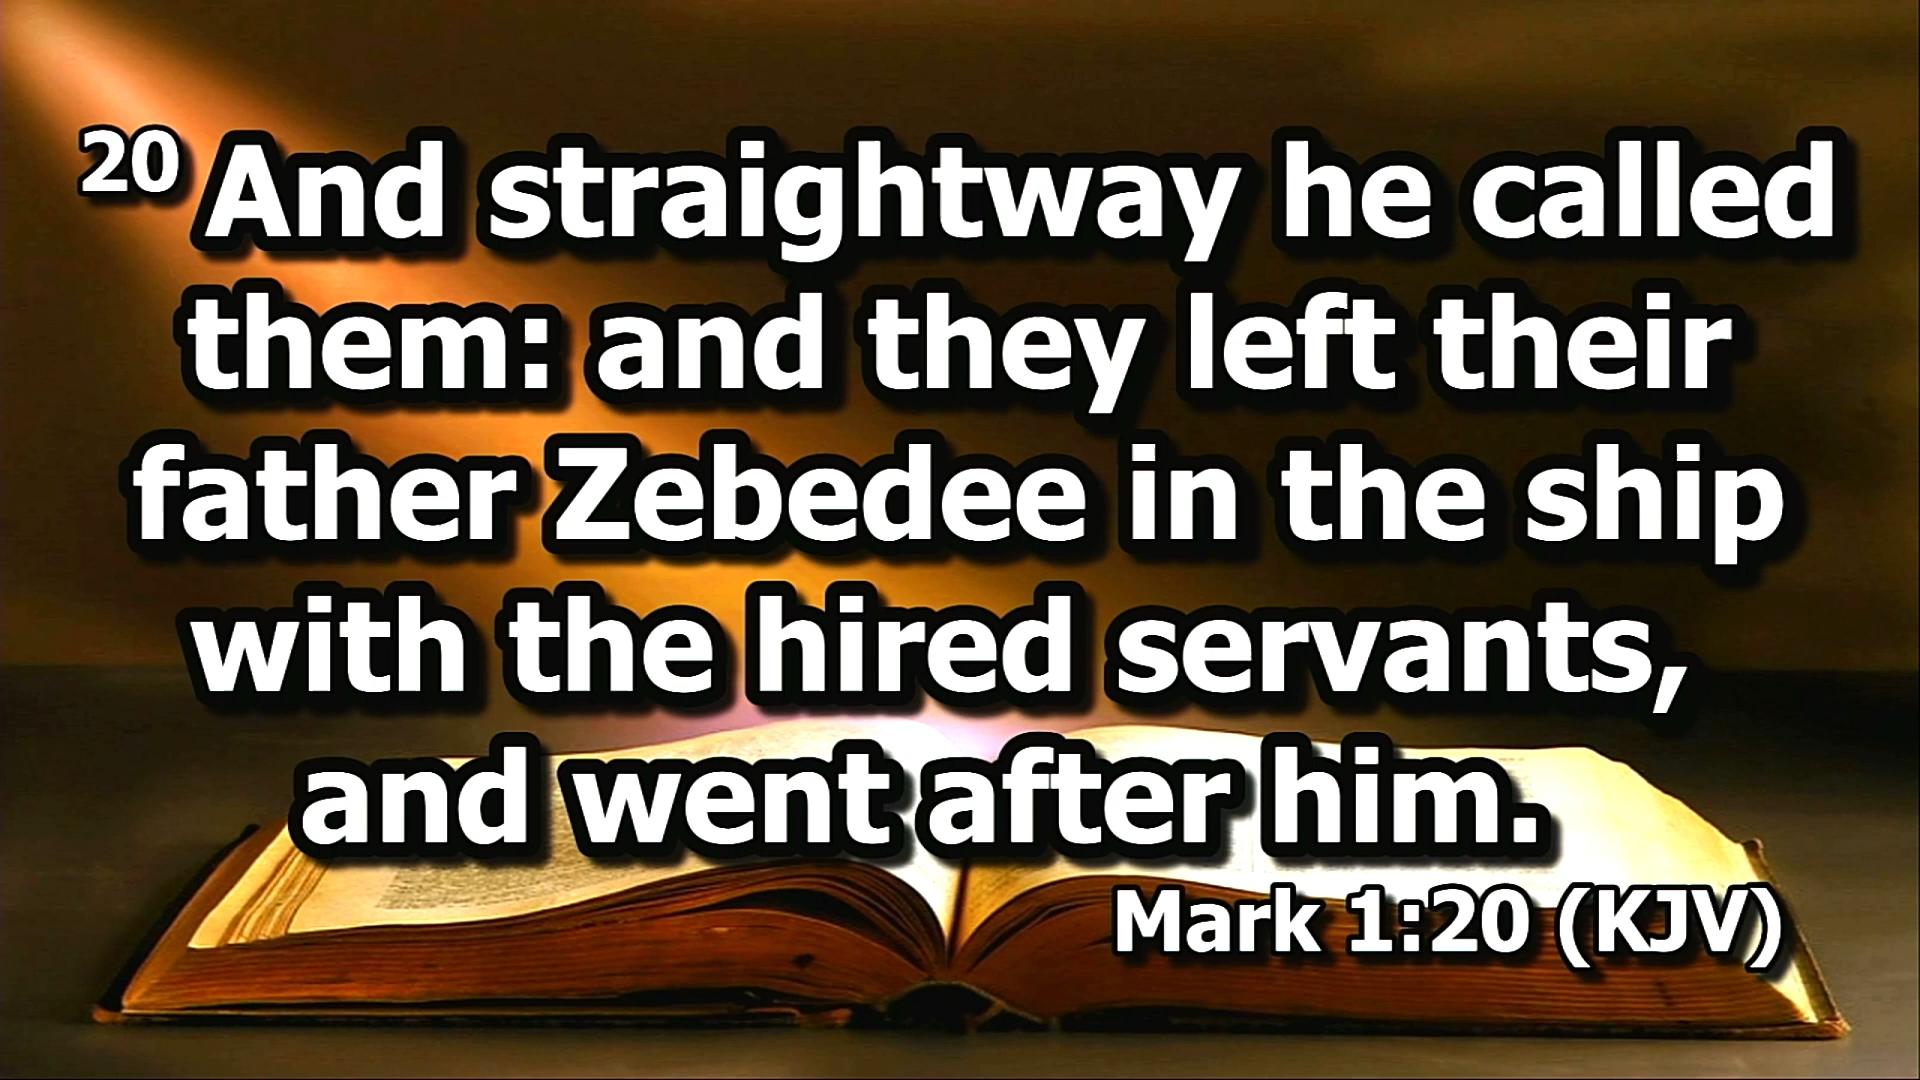 20 And straightway he called
them: and they left their
father Zebedee in the ship
with the hired servants,
and went after him.
Mark 1:20 (KJV)